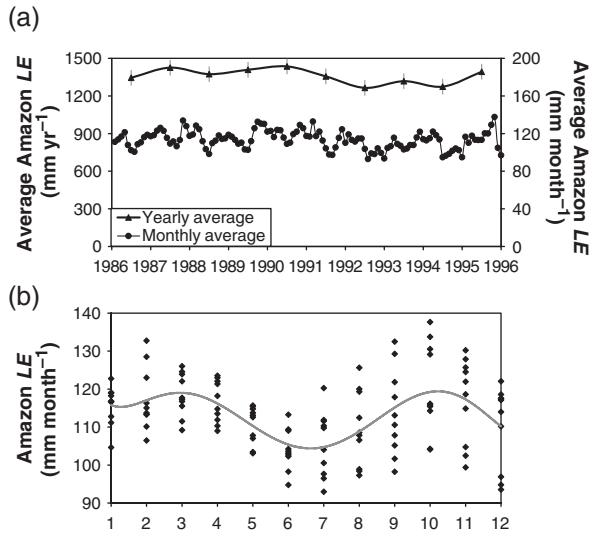 (a)
Average Amazon LE
(mm yr⁻¹)
1500
1200
900
600
300
0
200
160
120
80
40
0
Average Amazon LE
(mm month⁻¹)
Yearly average
Monthly average
1986 1987 1988 1989 1990 1991 1992 1993 1994 1995 1996
(b)
Amazon LE
(mm month⁻¹)
140
130
120
110
100
90
1 2 3 4 5 6 7 8 9 10 11 12